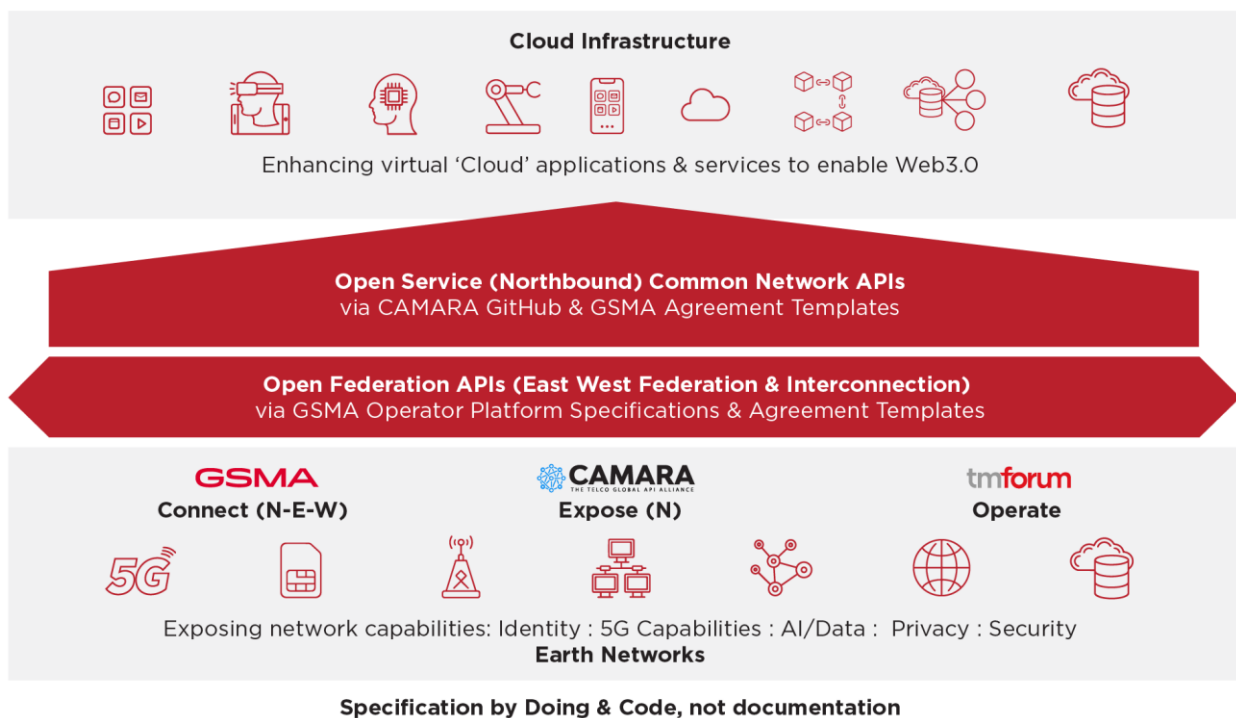 Cloud Infrastructure
Enhancing virtual ‘Cloud’ applications & services to enable Web3.0
Open Service (Northbound) Common Network APIs
via CAMARA GitHub & GSMA Agreement Templates
Open Federation APIs (East West Federation & Interconnection)
via GSMA Operator Platform Specifications & Agreement Templates
GSMA
Connect (N-E-W)
CAMARA
THE TELCO GLOBAL API ALLIANCE
Expose (N)
tmforum
Operate
5G
Exposing network capabilities: Identity : 5G Capabilities : AI/Data : Privacy : Security
Earth Networks
Specification by Doing & Code, not documentation